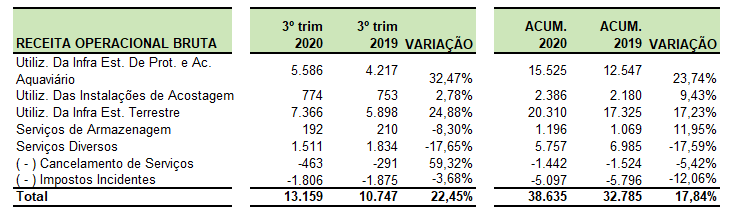 3º trim 3º trim ACUM. ACUM.
RECEITA OPERACIONAL BRUTA 2020 2019 VARIAÇÃO 2020 2019 VARIAÇÃO
Utiliz. Da Infra Est. De Prot. e Ac.
Aquaviário 5.586 4.217 32,47% 15.525 12.547 23,74%
Utiliz. Das Instalações de Acostagem 774 753 2,78% 2.386 2.180 9,43%
Utiliz. Da Infra Est. Terrestre 7.366 5.898 24,88% 20.310 17.325 17,23%
Serviços de Armazenagem 192 210 -8,30% 1.196 1.069 11,95%
Serviços Diversos 1.511 1.834 -17,65% 5.757 6.985 -17,59%
( - ) Cancelamento de Serviços -463 -291 59,32% -1.442 -1.524 -5,42%
( - ) Impostos Incidentes -1.806 -1.875 -3,68% -5.097 -5.796 -12,06%
Total 13.159 10.747 22,45% 38.635 32.785 17,84%